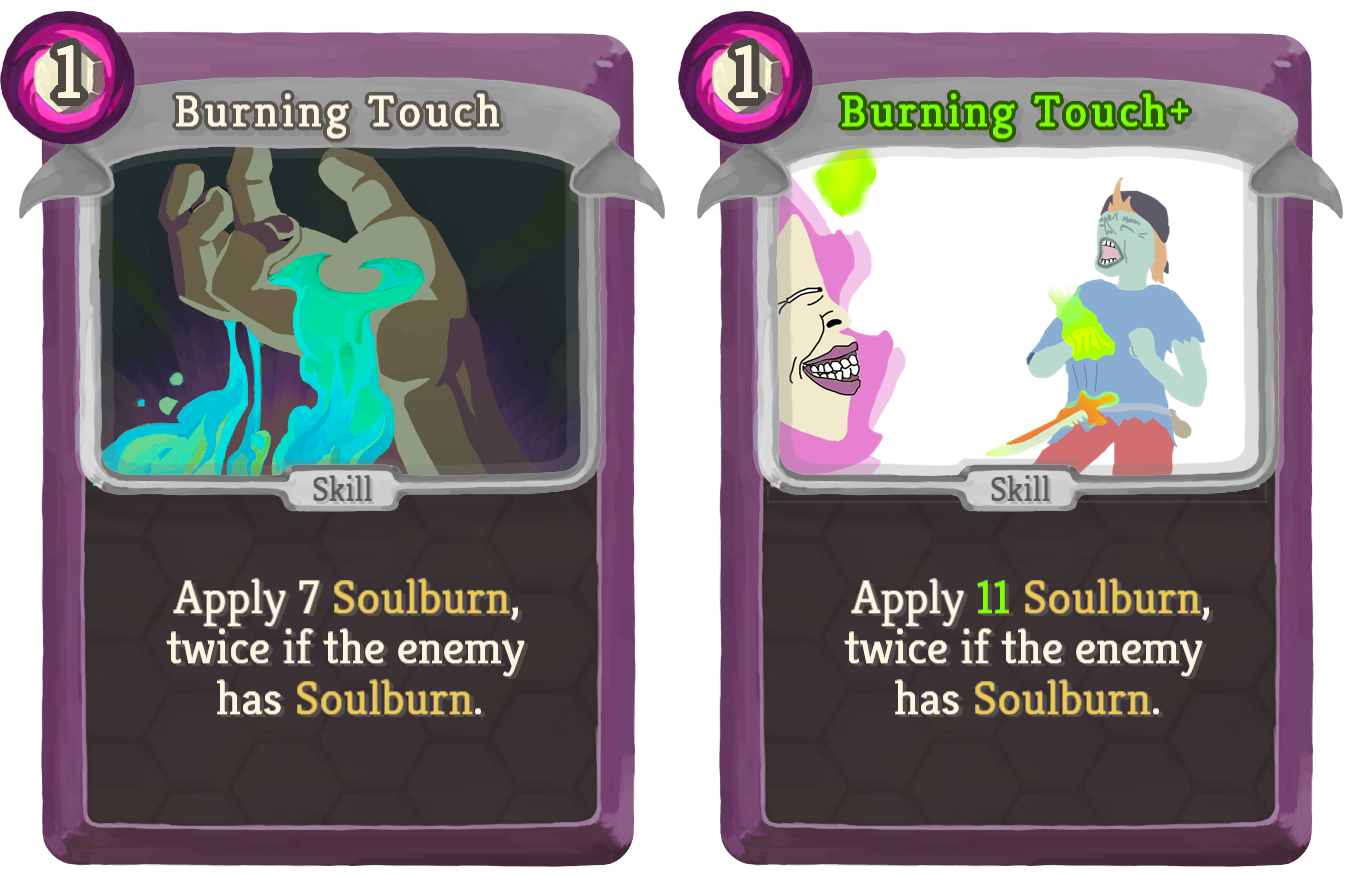 1
Burning Touch
Skill
Apply 7 Soulburn,
twice if the enemy
has Soulburn.
1
Burning Touch+
Skill
Apply 11 Soulburn,
twice if the enemy
has Soulburn.